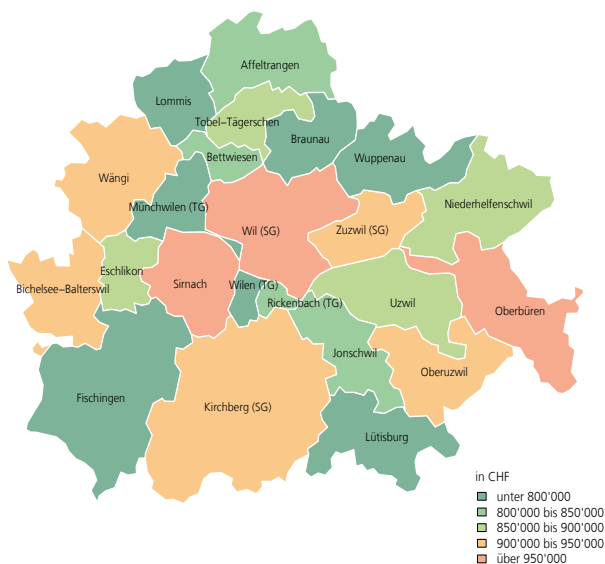 Affeltrangen
Lommis
Tobel–Tägerschen
Braunau
Bettwiesen
Wuppenau
Wängi
Niederhelfenschwil
Münchwilen (TG)
Wil (SG)
Zuzwil (SG)
Eschlikon
Sirnach
Wilen (TG)
Bichelsee–Balterswil
Rickenbach (TG)
Uzwil
Oberbüren
Jonschwil
Oberuzwil
Fischingen
Kirchberg (SG)
Lütisburg
in CHF
unter 800'000
800'000 bis 850'000
850'000 bis 900'000
900'000 bis 950'000
über 950'000